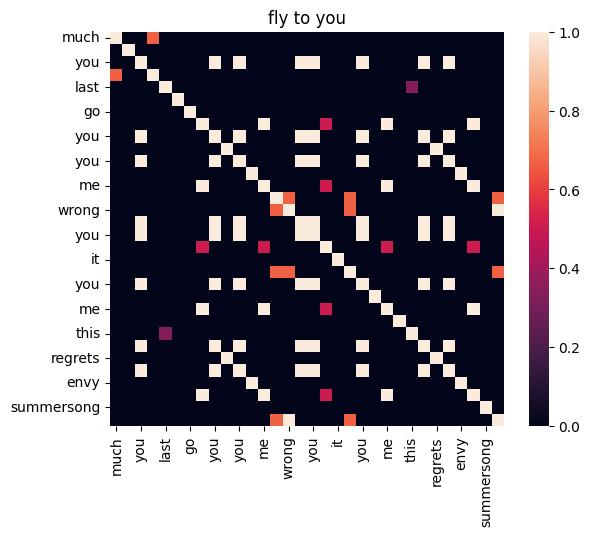 fly to you
much
you
last
go
you
you
me
wrong
you
it
you
me
this
regrets
envy
summersong
1.0
0.8
0.6
0.4
0.2
0.0
much
you
last
go
you
you
me
wrong
you
it
you
me
this
regrets
envy
summersong